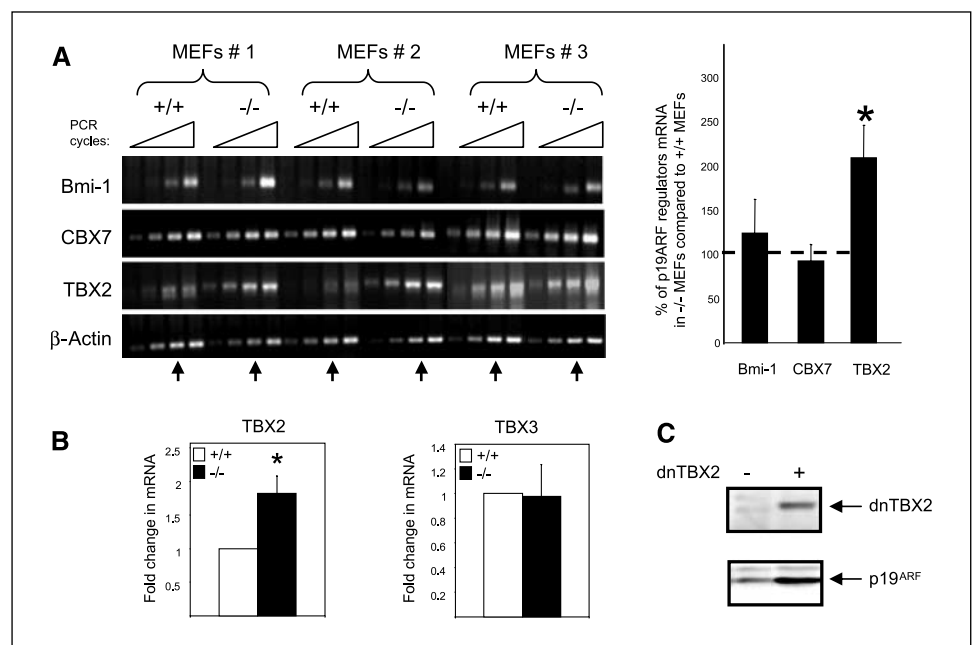 A
MEFs # 1
MEFs # 2
MEFs # 3
+/+
-/-
+/+
-/-
+/+
-/-
PCR
cycles:
Bmi-1
CBX7
TBX2
β-Actin
% of p19ARF regulators mRNA
in -/- MEFs compared to +/+ MEFs
300
250
200
150
100
50
0
*
Bmi-1
CBX7
TBX2
B
TBX2
Fold change in mRNA
2.5
2
1.5
1
0.5
+/+
-/-
*
TBX3
Fold change in mRNA
1.4
1.2
1
0.8
0.6
0.4
0.2
+/+
-/-
C
dnTBX2
-
+
dnTBX2
p19ARF